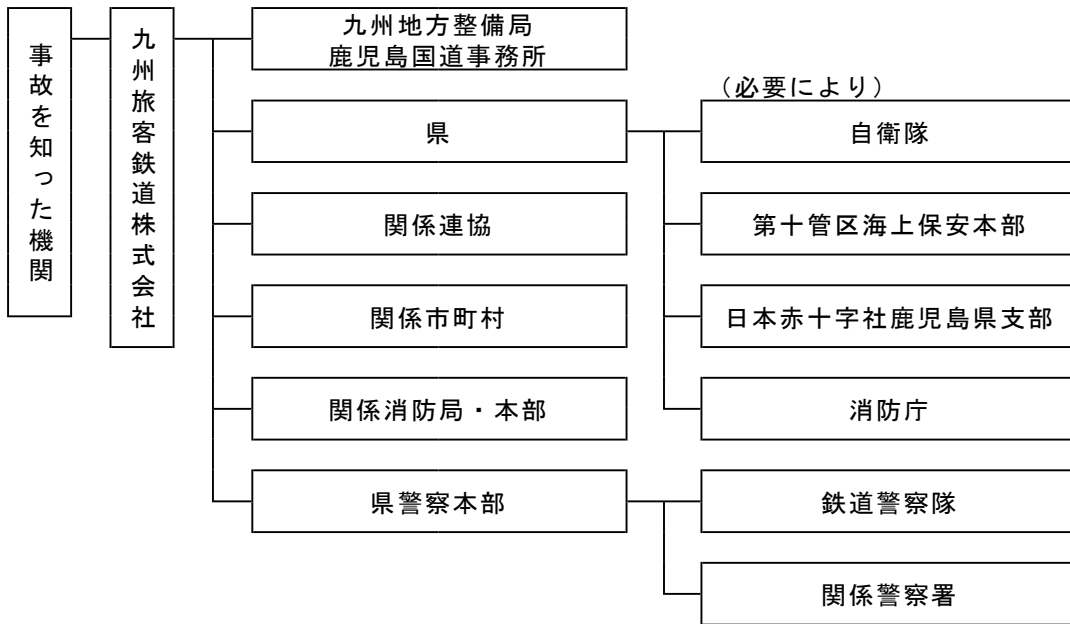 事故を知った機関
九州旅客鉄道株式会社
九州地方整備局
鹿児島国道事務所
県
関係連協
関係市町村
関係消防局・本部
県警察本部
（必要により）
自衛隊
第十管区海上保安本部
日本赤十字社鹿児島県支部
消防庁
鉄道警察隊
関係警察署